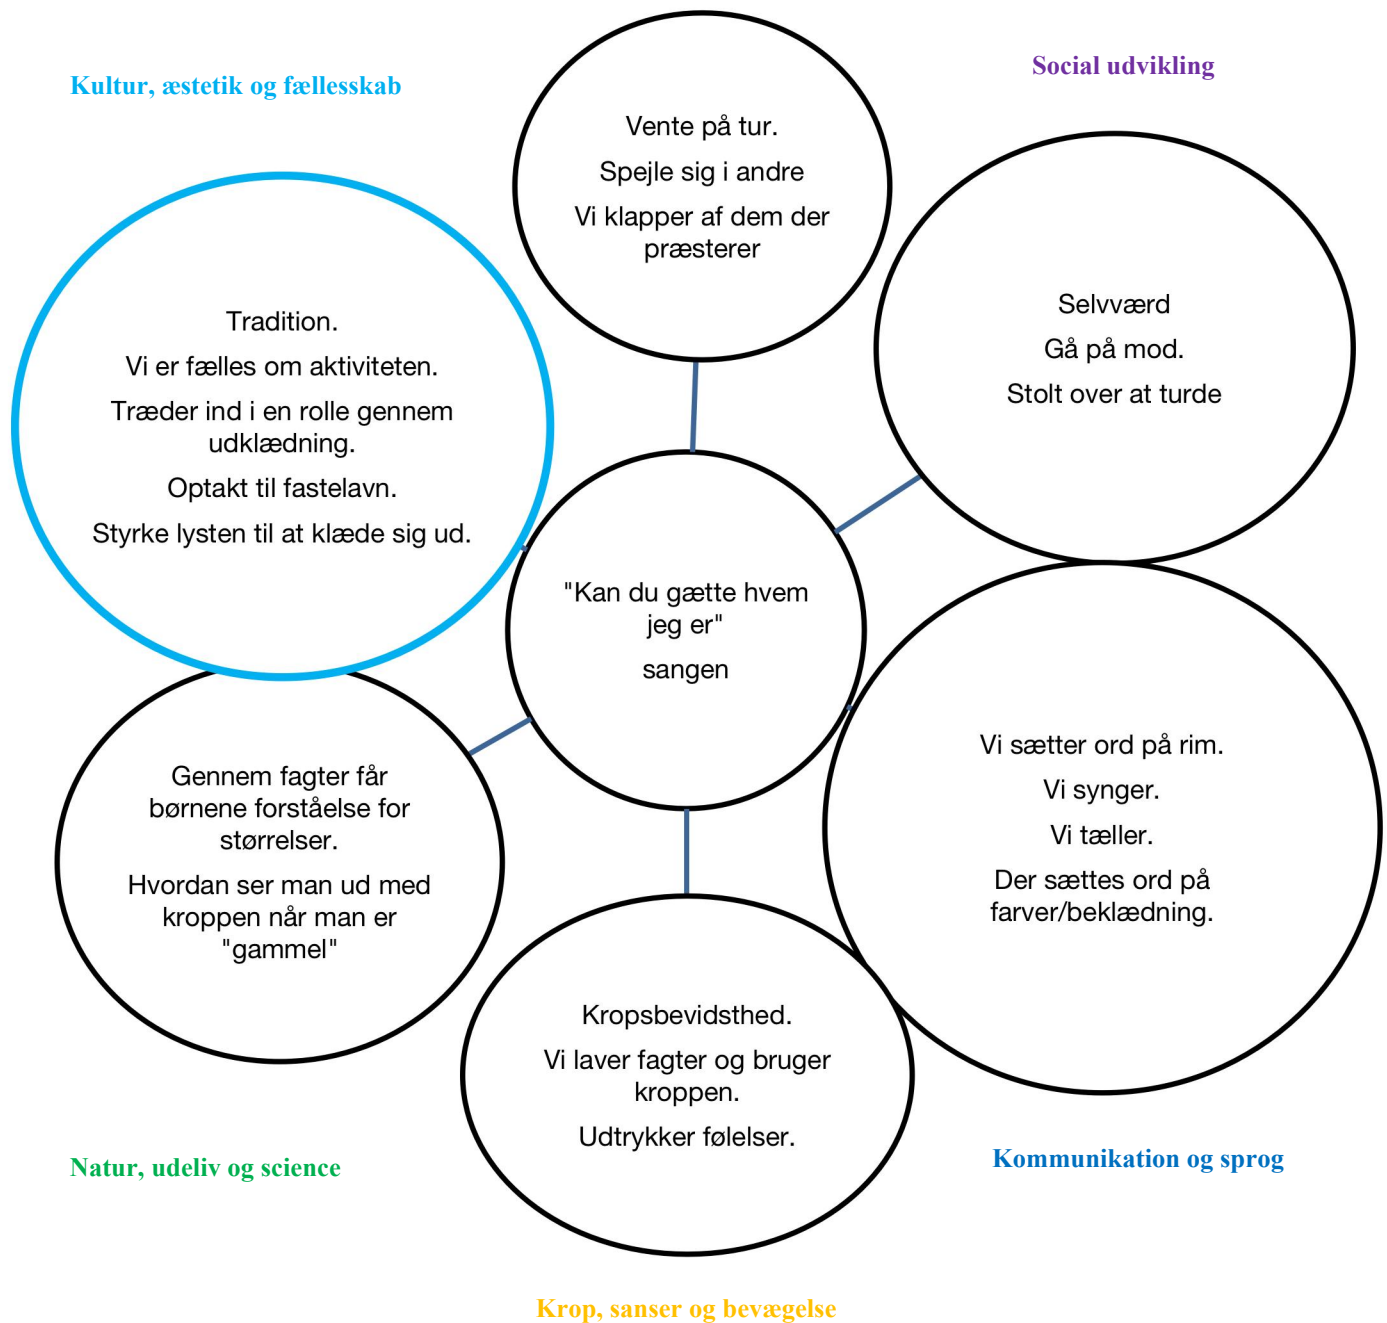 Kultur, æstetik og fællesskab
Social udvikling
Vente på tur.
Spejle sig i andre
Vi klapper af dem der
præsterer
Selvværd
Gå på mod.
Stolt over at turde
Tradition.
Vi er fælles om aktiviteten.
Træder ind i en rolle gennem
udklædning.
Optakt til fastelavn.
Styrke lysten til at klæde sig ud.
"Kan du gætte hvem
jeg er"
sangen
Vi sætter ord på rim.
Vi synger.
Vi tæller.
Der sættes ord på
farver/beklædning.
Gennem fagter får
børnene forståelse for
størrelser.
Hvordan ser man ud med
kroppen når man er
"gammel"
Kropsbevidsthed.
Vi laver fagter og bruger
kroppen.
Udtrykker følelser.
Natur, udeliv og science
Kommunikation og sprog
Krop, sanser og bevægelse